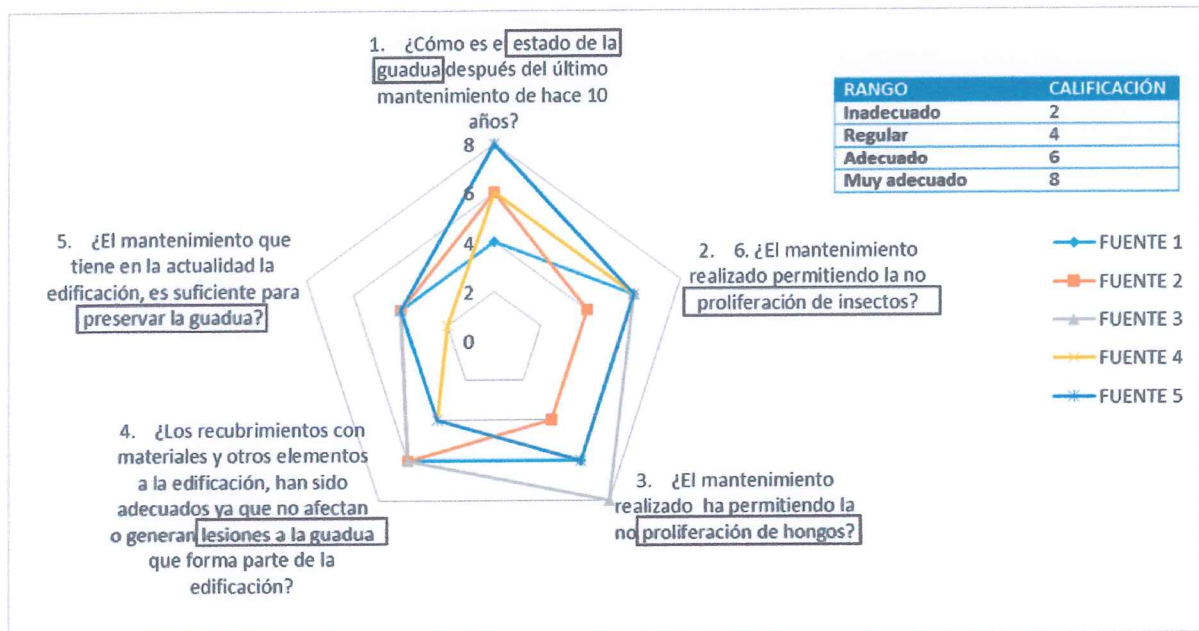 1. ¿Cómo es e estado de la
guadua después del último
mantenimiento de hace 10
años?
RANGO CALIFICACIÓN
Inadecuado 2
Regular 4
Adecuado 6
Muy adecuado 8
8
6
4
2
0
5. ¿El mantenimiento que
tiene en la actualidad la
edificación, es suficiente para
preservar la guadua?
2. 6. ¿El mantenimiento
realizado permitiendo la no
proliferación de insectos?
FUENTE 1
FUENTE 2
FUENTE 3
FUENTE 4
FUENTE 5
4. ¿Los recubrimientos con
materiales y otros elementos
a la edificación, han sido
adecuados ya que no afectan
o generan lesiones a la guadua
que forma parte de la
edificación?
3. ¿El mantenimiento
realizado ha permitiendo la
no proliferación de hongos?